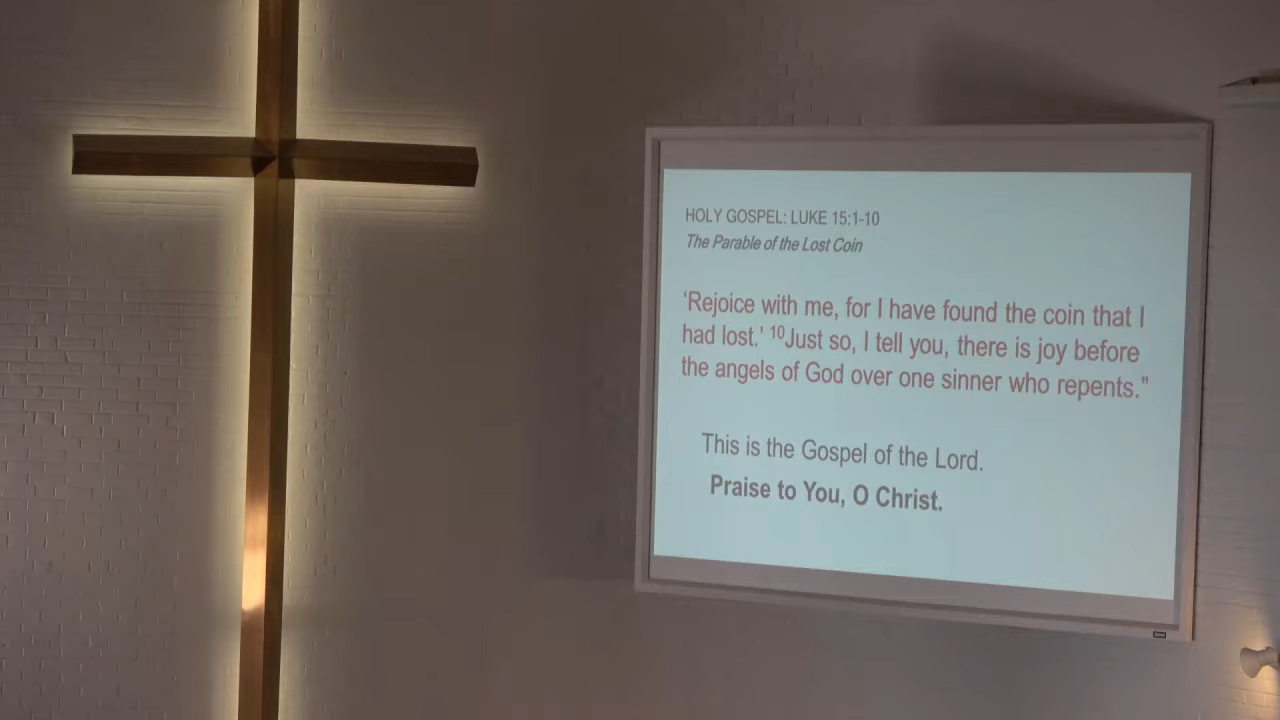 HOLY GOSPEL: LUKE 15:1-10
The Parable of the Lost Coin
‘Rejoice with me, for I have found the coin that I
had lost.’ ¹⁰Just so, I tell you, there is joy before
the angels of God over one sinner who repents.”
This is the Gospel of the Lord.
Praise to You, O Christ.